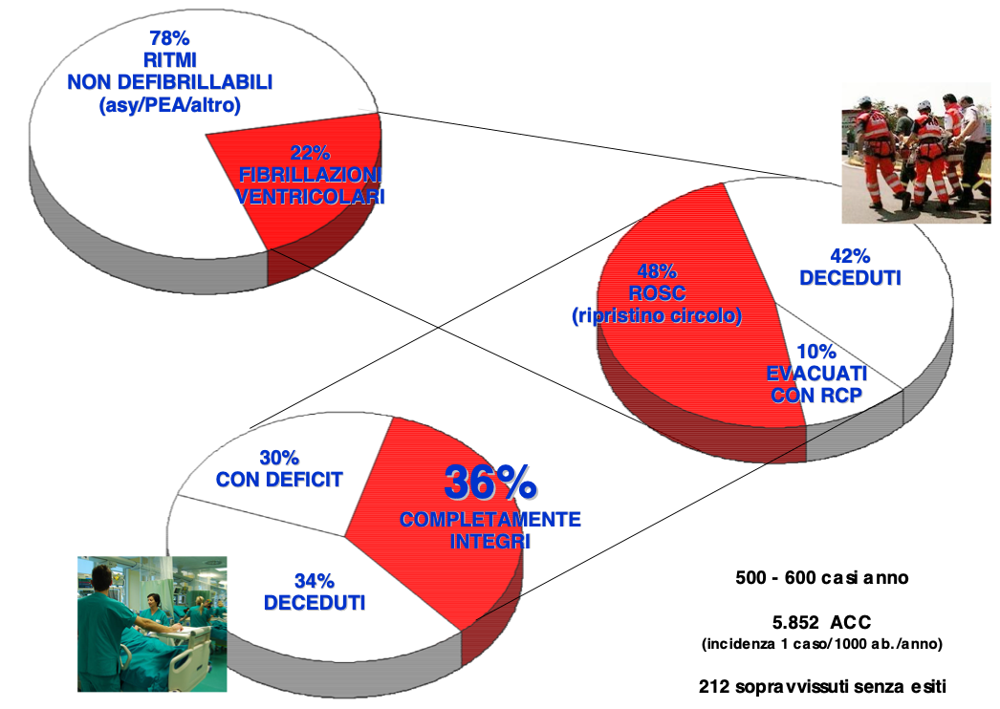 78%
RITMI
NON DEFIBRILLABILI
(asy/PEA/altro)
22%
FIBRILLAZIONI
VENTRICOLARI
48%
ROSC
(ripristino circolo)
42%
DECEDUTI
10%
EVACUATI
CON RCP
30%
CON DEFICIT
36%
COMPLETAMENTE
INTEGRI
34%
DECEDUTI
500 - 600 casi anno
5.852 ACC
(incidenza 1 caso/1000 ab./anno)
212 sopravvissuti senza esiti